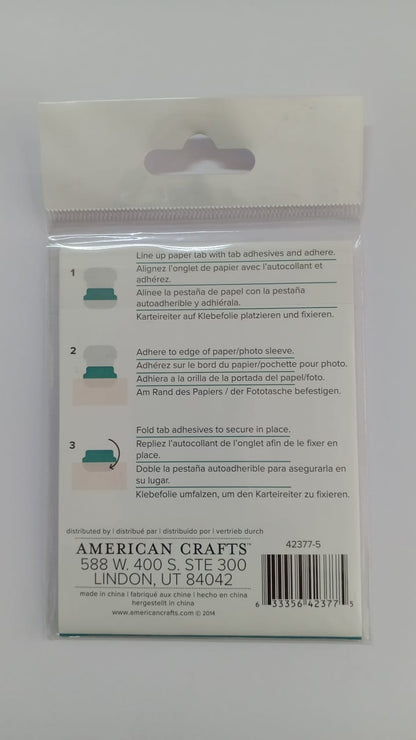 1
Line up paper tab with tab adhesives and adhere.
Alignez l'onglet de papier avec l'autocollant et
adhérez.
Alinee la pestaña de papel con la pestaña
autoadherible y adhiérala.
Karteireiter auf Klebefolie platzieren und fixieren.
2
Adhere to edge of paper/photo sleeve.
Adhérez sur le bord du papier/pochette pour photo.
Adhiera a la orilla de la portada del papel/foto.
Am Rand des Papiers / der Fototasche befestigen.
3
Fold tab adhesives to secure in place.
Repliez l'autocollant de l'onglet afin de le fixer en
place.
Doble la pestaña autoadherible para asegurarla en
su lugar.
Klebefolie umfalzen, um den Karteireiter zu fixieren.
distributed by | distribué par | distribuido por | vertrieb durch
AMERICAN CRAFTS™
588 W. 400 S. STE 300
LINDON, UT 84042
made in china | fabriqué aux chine | hecho en china
hergestellt in china
www.americancrafts.com © 2014
42377-5
6 33356 42377 5